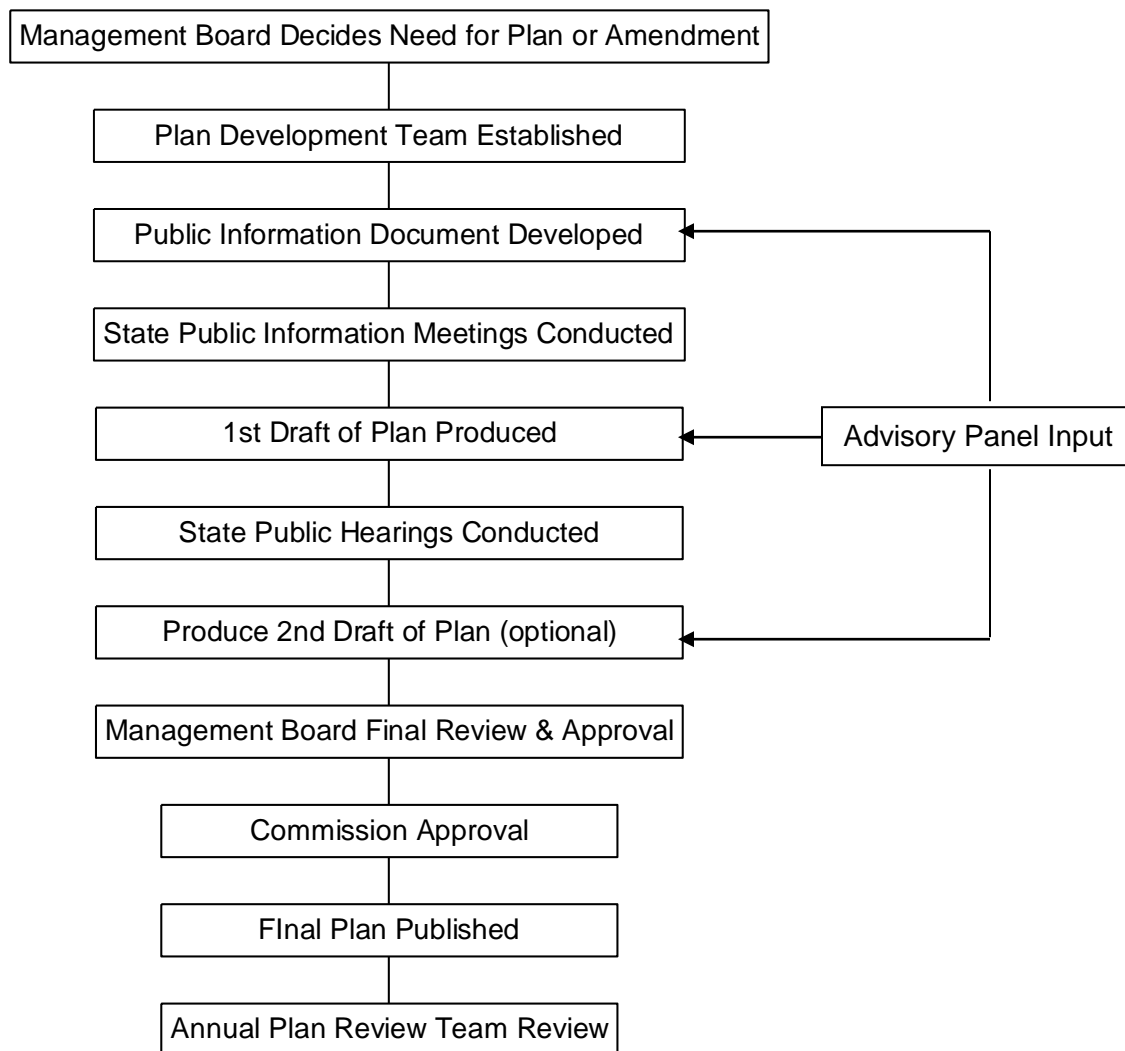 Management Board Decides Need for Plan or Amendment
Plan Development Team Established
Public Information Document Developed
State Public Information Meetings Conducted
1st Draft of Plan Produced
Advisory Panel Input
State Public Hearings Conducted
Produce 2nd Draft of Plan (optional)
Management Board Final Review & Approval
Commission Approval
FInal Plan Published
Annual Plan Review Team Review